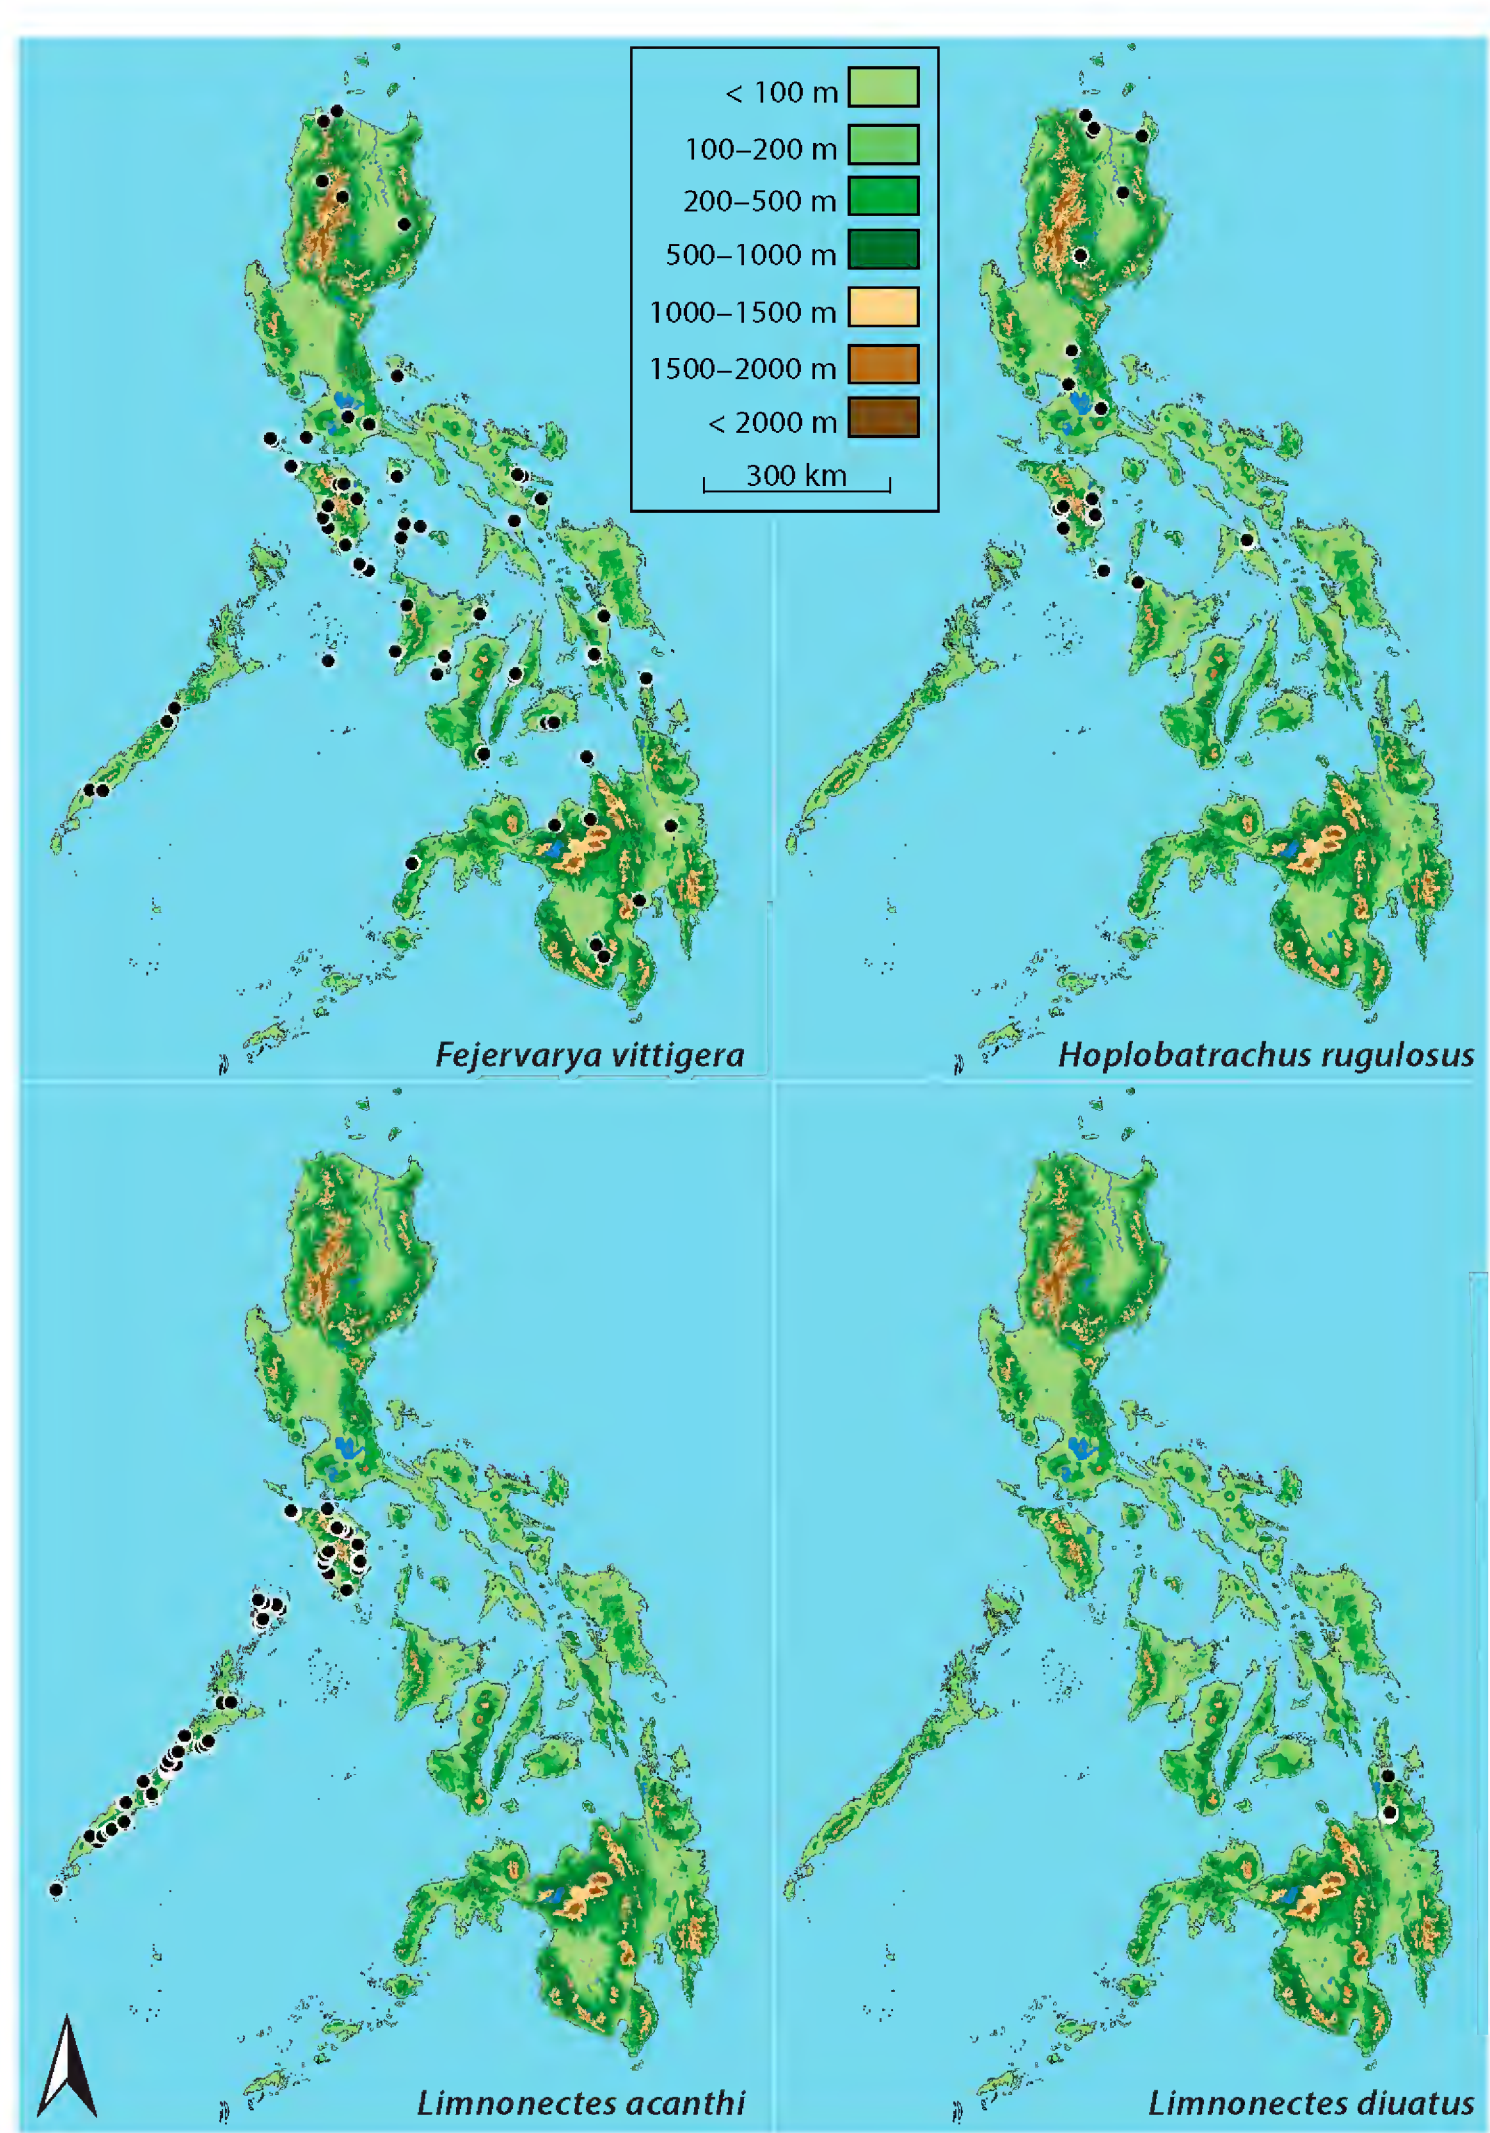 < 100 m
100–200 m
200–500 m
500–1000 m
1000–1500 m
1500–2000 m
< 2000 m
300 km
Fejervarya vittigera
Hoplobatrachus rugulosus
Limnonectes acanthi
Limnonectes diuatus